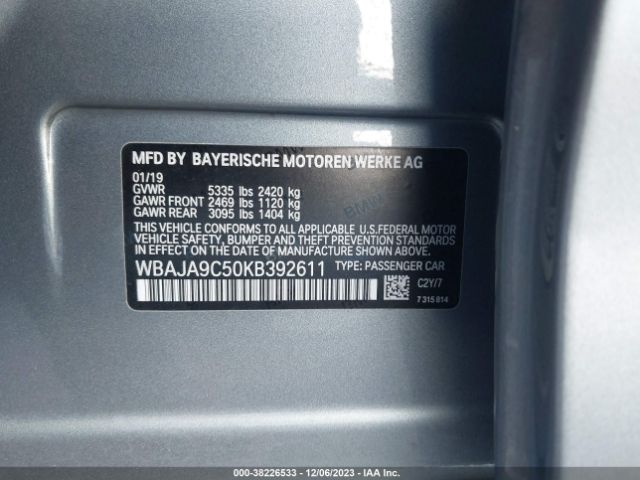 MFD BY BAYERISCHE MOTOREN WERKE AG
01/19
GVWR 5335 lbs 2420 kg
GAWR FRONT 2469 lbs 1120 kg
GAWR REAR 3095 lbs 1404 kg
THIS VEHICLE CONFORMS TO ALL APPLICABLE U.S.FEDERAL MOTOR
VEHICLE SAFETY, BUMPER, AND THEFT PREVENTION STANDARDS
IN EFFECT ON THE DATE OF MANUFACTURE SHOWN ABOVE.
WBAJA9C50KB392611 TYPE: PASSENGER CAR
C2Y/7
7 315 814
000-38226533 - 12/06/2023 - IAA Inc.